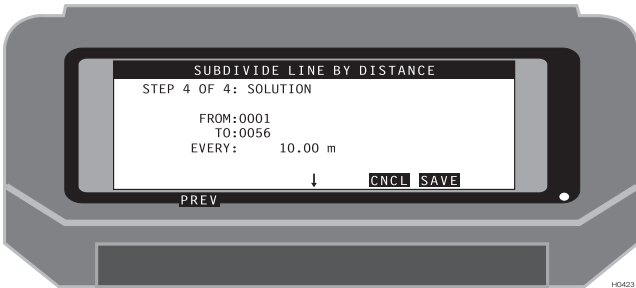 SUBDIVIDE LINE BY DISTANCE
STEP 4 OF 4: SOLUTION
FROM:0001
TO:0056
EVERY: 10.00 m
↓ CNCL SAVE
PREV
H0423